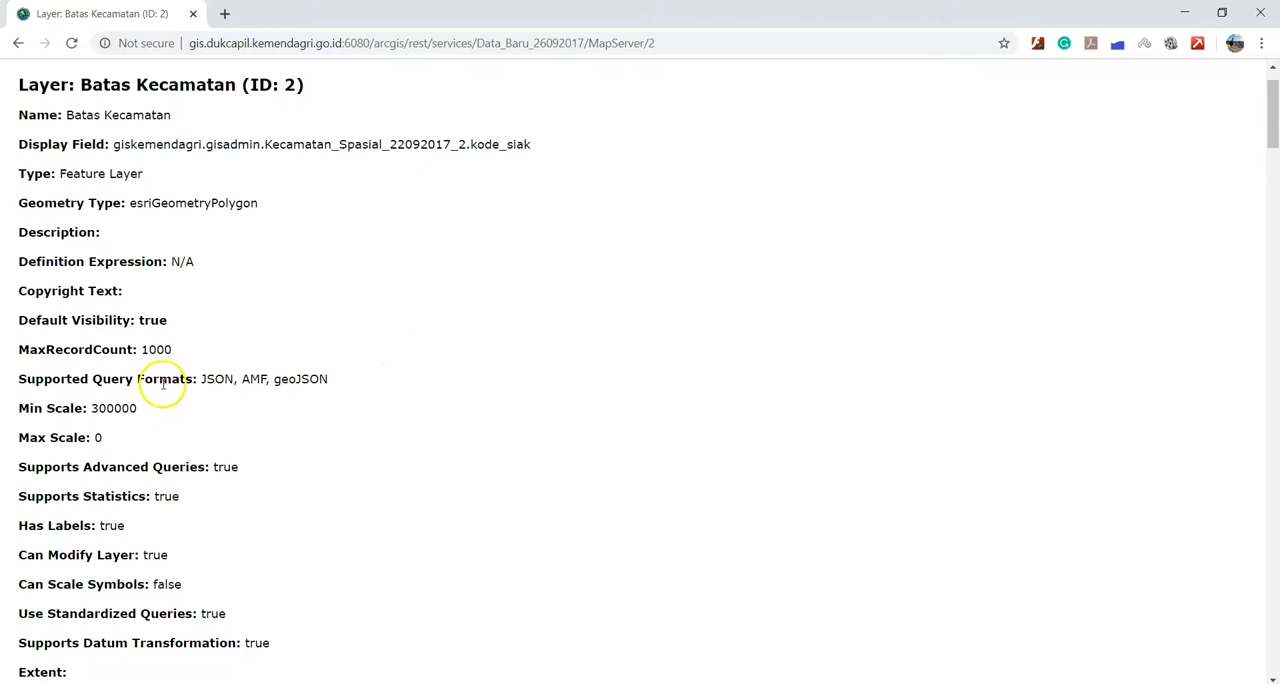 Layer: Batas Kecamatan (ID: 2)
Not secure | gis.dukcapil.kemendagri.go.id:6080/arcgis/rest/services/Data_Baru_26092017/MapServer/2
Layer: Batas Kecamatan (ID: 2)
Name: Batas Kecamatan
Display Field: giskemendagri.gisadmin.Kecamatan_Spasial_22092017_2.kode_siak
Type: Feature Layer
Geometry Type: esriGeometryPolygon
Description:
Definition Expression: N/A
Copyright Text:
Default Visibility: true
MaxRecordCount: 1000
Supported Query Formats: JSON, AMF, geoJSON
Min Scale: 300000
Max Scale: 0
Supports Advanced Queries: true
Supports Statistics: true
Has Labels: true
Can Modify Layer: true
Can Scale Symbols: false
Use Standardized Queries: true
Supports Datum Transformation: true
Extent: